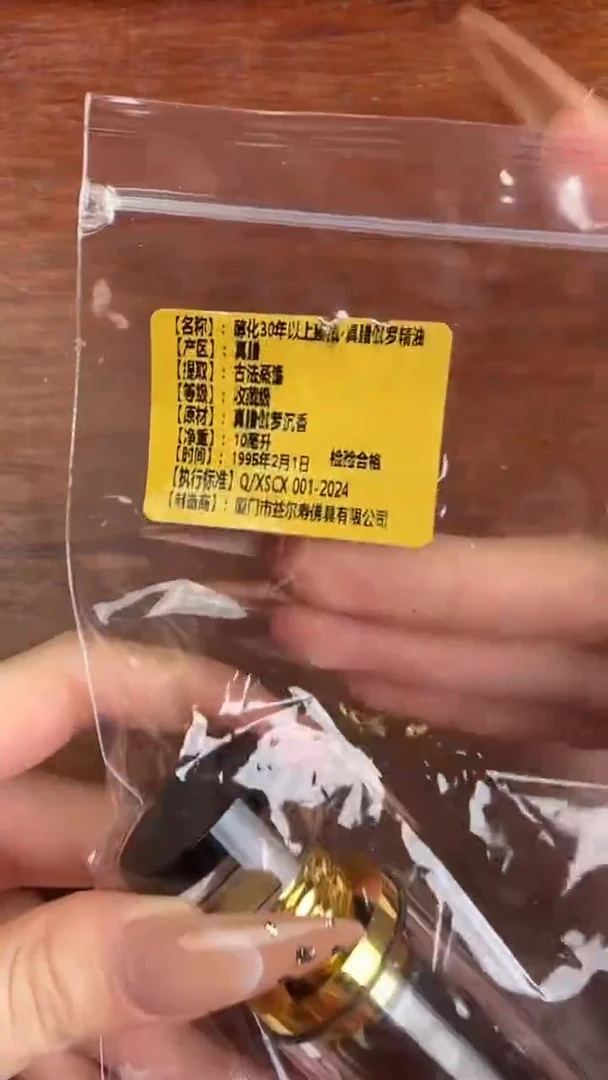 【名称】：醇化30年以上 真腊伽罗精油
【产区】：真腊
【提取】：古法蒸馏
【等级】：收藏级
【原材】：真腊伽罗沉香
【净重】：10毫升
【时间】：1995年2月1日 检验合格
【执行标准】Q/XSCX 001-2024
【制造商】：厦门市益尔寿佛具有限公司